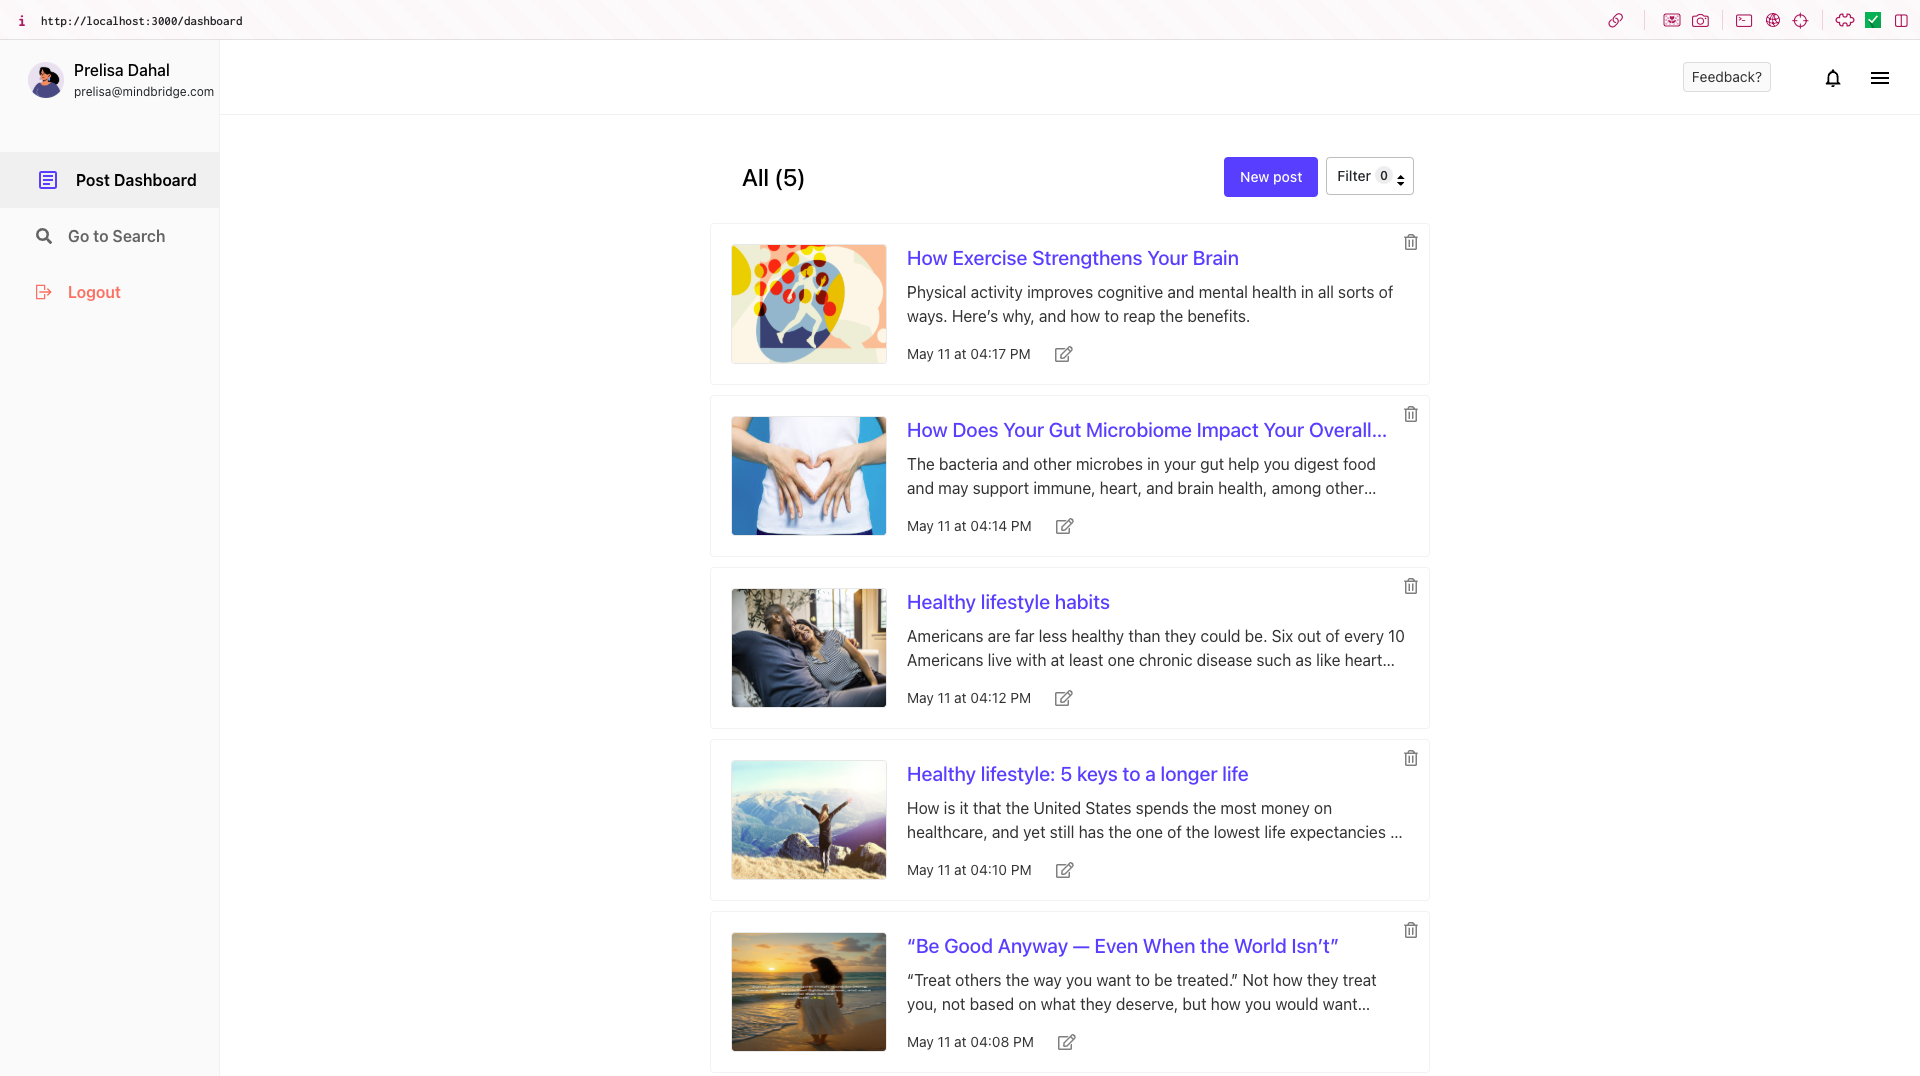 http://localhost:3000/dashboard
Prelisa Dahal
prelisa@mindbridge.com
Feedback?
Post Dashboard
Go to Search
Logout
All (5)
New post
Filter 0
How Exercise Strengthens Your Brain
Physical activity improves cognitive and mental health in all sorts of
ways. Here’s why, and how to reap the benefits.
May 11 at 04:17 PM
How Does Your Gut Microbiome Impact Your Overall...
The bacteria and other microbes in your gut help you digest food
and may support immune, heart, and brain health, among other...
May 11 at 04:14 PM
Healthy lifestyle habits
Americans are far less healthy than they could be. Six out of every 10
Americans live with at least one chronic disease such as like heart...
May 11 at 04:12 PM
Healthy lifestyle: 5 keys to a longer life
How is it that the United States spends the most money on
healthcare, and yet still has the one of the lowest life expectancies ...
May 11 at 04:10 PM
“Be Good Anyway — Even When the World Isn’t”
“Treat others the way you want to be treated.” Not how they treat
you, not based on what they deserve, but how you would want...
May 11 at 04:08 PM